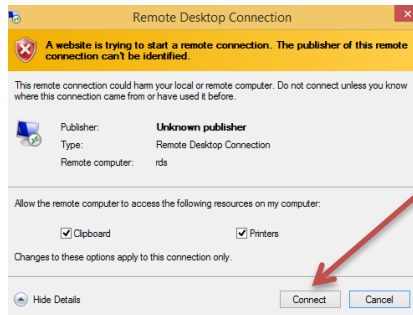 Remote Desktop Connection
A website is trying to start a remote connection. The publisher of this remote
connection can't be identified.
This remote connection could harm your local or remote computer. Do not connect unless you know
where this connection came from or have used it before.
Publisher: Unknown publisher
Type: Remote Desktop Connection
Remote computer: rds
Allow the remote computer to access the following resources on my computer:
Clipboard Printers
Changes to these options apply to this connection only.
Hide Details Connect Cancel